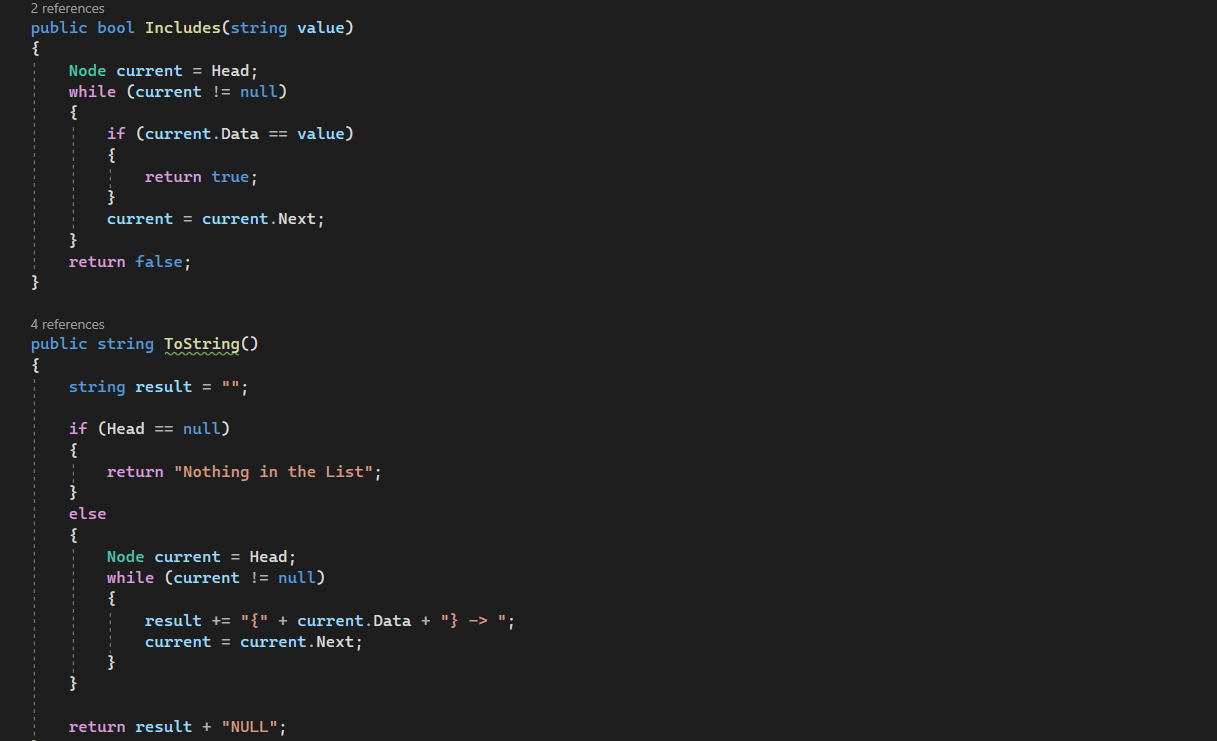 2 references
public bool Includes(string value)
{
Node current = Head;
while (current != null)
{
if (current.Data == value)
{
return true;
}
current = current.Next;
}
return false;
}
4 references
public string ToString()
{
string result = "";
if (Head == null)
{
return "Nothing in the List";
}
else
{
Node current = Head;
while (current != null)
{
result += "{" + current.Data + "} -> ";
current = current.Next;
}
}
return result + "NULL";